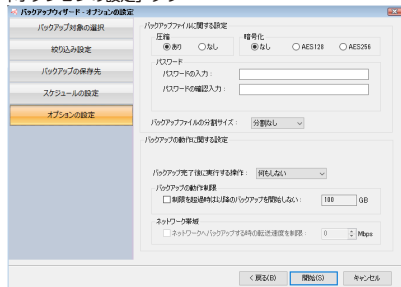 バックアップウィザード - オプションの設定
バックアップ対象の選択
絞り込み設定
バックアップの保存先
スケジュールの設定
オプションの設定
バックアップファイルに関する設定
圧縮
あり なし
暗号化
なし AES128 AES256
パスワード
パスワードの入力：
パスワードの確認入力：
バックアップファイルの分割サイズ： 分割なし
バックアップの動作に関する設定
バックアップ完了後に実行する操作： 何もしない
バックアップの動作制限
制限を超過時は以降のバックアップを開始しない： 100 GB
ネットワーク帯域
ネットワークへバックアップする時の転送速度を制限： 0 Mbps
< 戻る(B) 開始(S) キャンセル